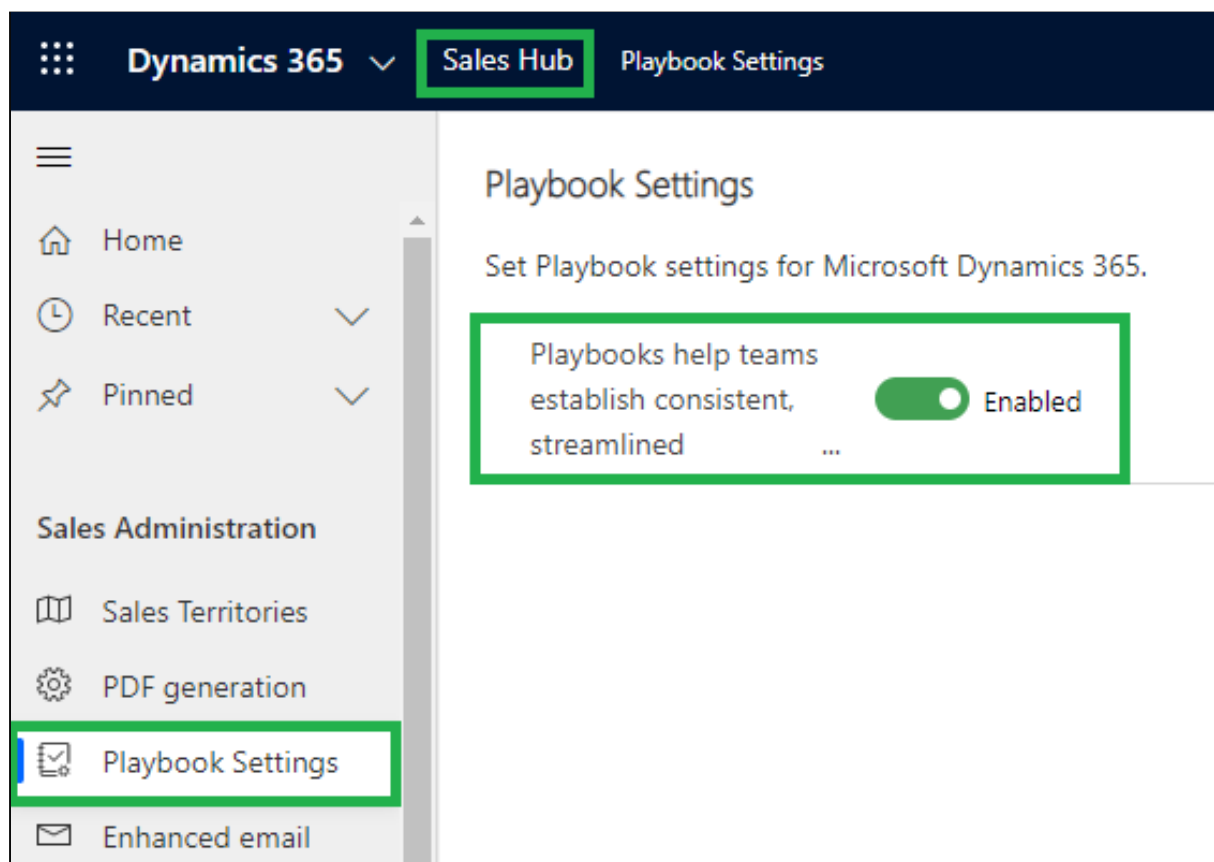 Dynamics 365 Sales Hub Playbook Settings
Home
Recent
Pinned
Sales Administration
Sales Territories
PDF generation
Playbook Settings
Enhanced email
Playbook Settings
Set Playbook settings for Microsoft Dynamics 365.
Playbooks help teams
establish consistent,
streamlined ...
Enabled